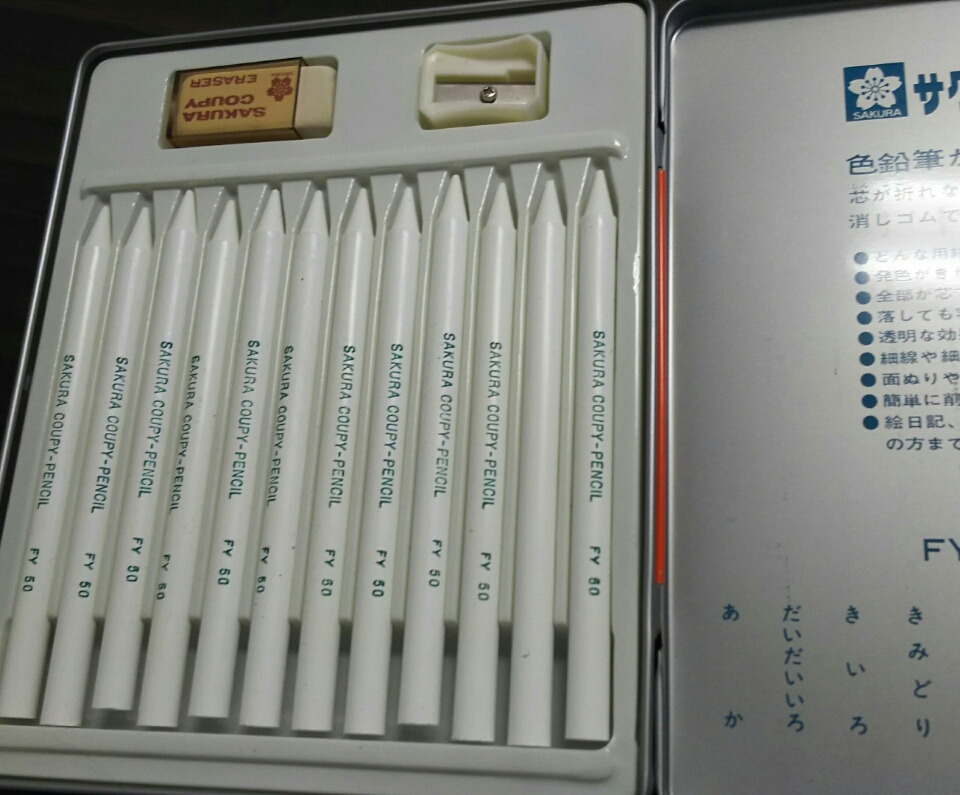 SAKURA
COUPY
ERASER
SAKURA COUPY-PENCIL FY 50
SAKURA COUPY-PENCIL FY 50
SAKURA COUPY-PENCIL FY 50
SAKURA COUPY-PENCIL FY 50
SAKURA COUPY-PENCIL FY 50
SAKURA COUPY-PENCIL FY 50
SAKURA COUPY-PENCIL FY 50
SAKURA COUPY-PENCIL FY 50
SAKURA COUPY-PENCIL FY 50
SAKURA COUPY-PENCIL FY 50
SAKURA COUPY-PENCIL FY 50
SAKURA
サク
色鉛筆が
芯が折れな
消しゴムで
●どんな用紙
●発色がき
●全部が芯
●落しても
●透明な効果
●細線や細
●面ぬりや
●簡単に削
●絵日記、
の方まで
FY
あか
だいだいいろ
きいろ
きみどり